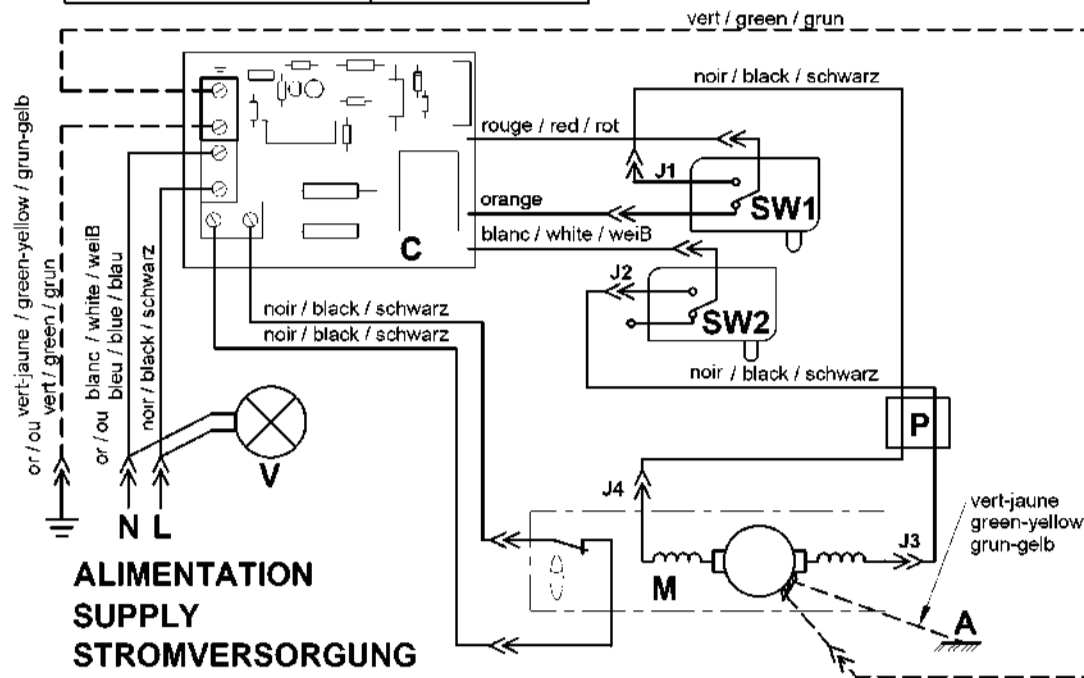 vert / green / grun
noir / black / schwarz
rouge / red / rot
J1
SW1
orange
C
blanc / white / weiB
J2
SW2
noir / black / schwarz
noir / black / schwarz
noir / black / schwarz
or / ou
vert-jaune / green-yellow / grun-gelb
vert / green / grun
or / ou
blanc / white / weiB
bleu / blue / blau
noir / black / schwarz
P
V
J4
vert-jaune
green-yellow
grun-gelb
N L
J3
M
A
ALIMENTATION
SUPPLY
STROMVERSORGUNG